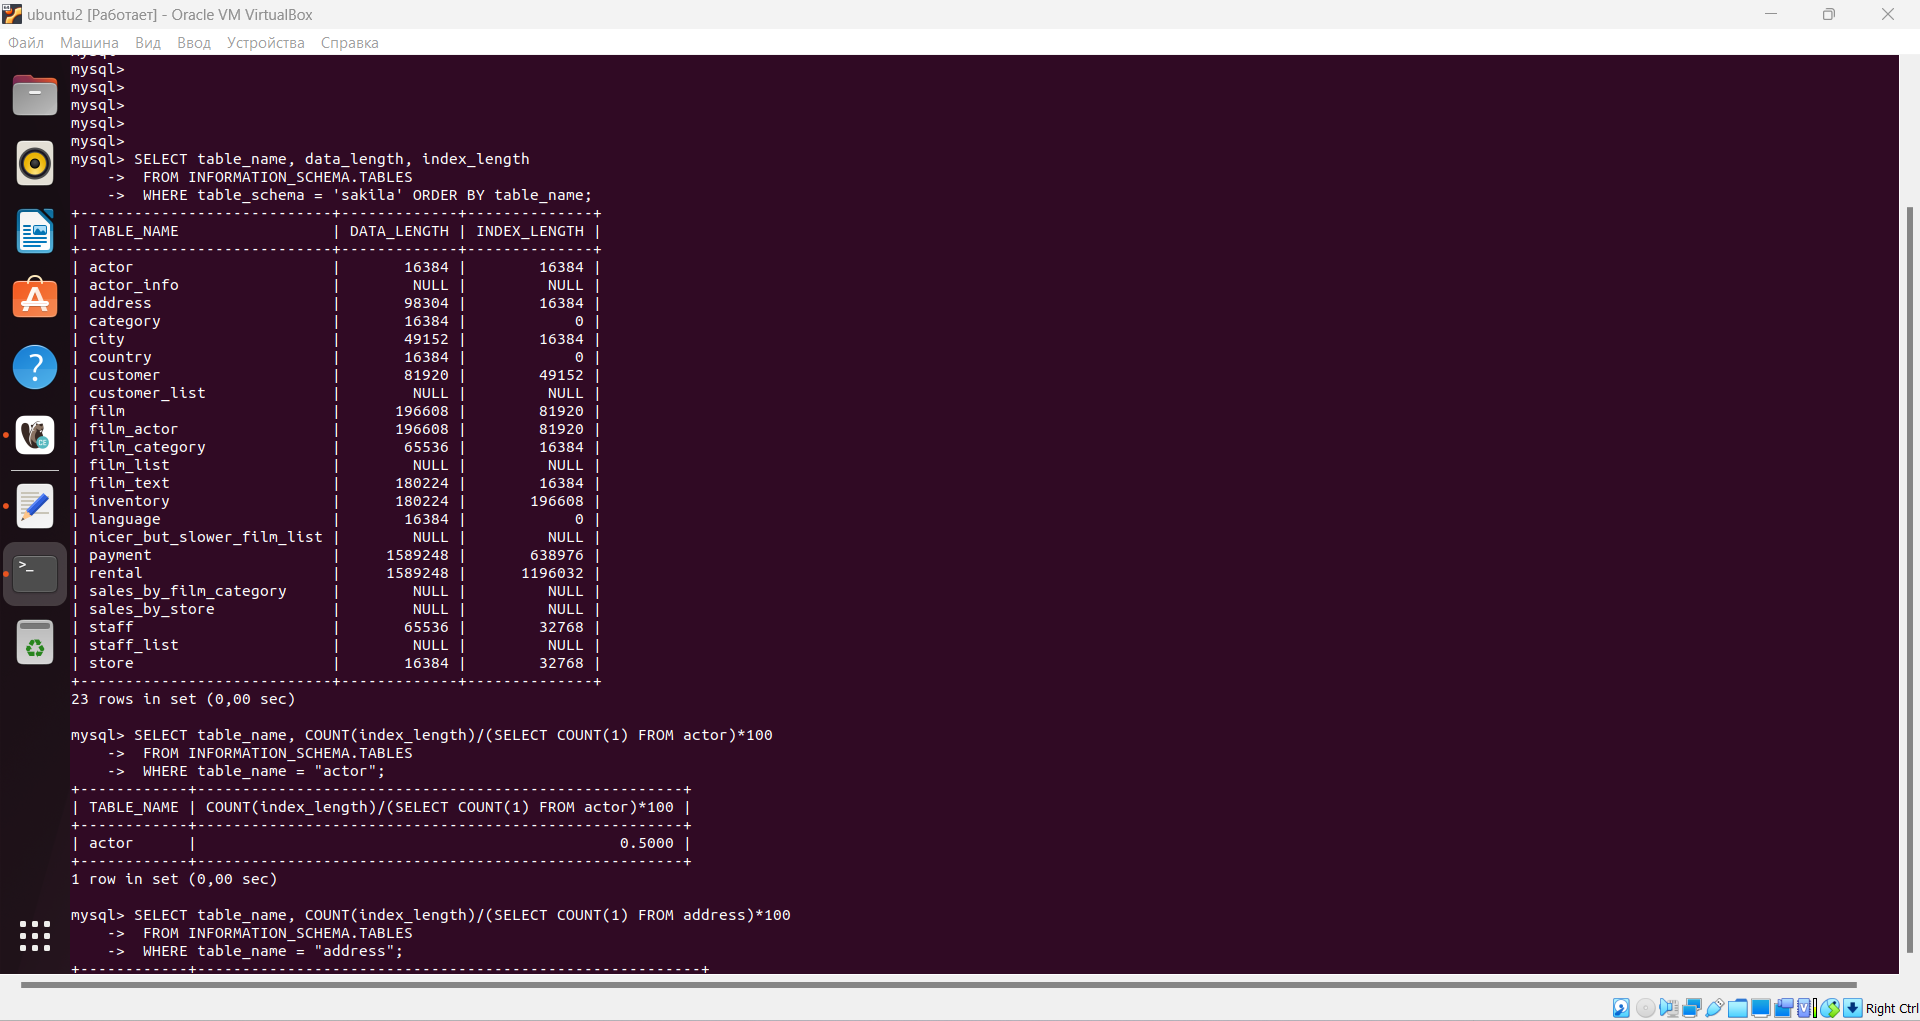 ubuntu2 [Работает] - Oracle VM VirtualBox
Файл Машина Вид Ввод Устройства Справка
mysql>
mysql>
mysql>
mysql>
mysql>
mysql>
mysql> SELECT table_name, data_length, index_length
    ->  FROM INFORMATION_SCHEMA.TABLES
    ->  WHERE table_schema = 'sakila' ORDER BY table_name;
+----------------------------+-------------+--------------+
| TABLE_NAME                 | DATA_LENGTH | INDEX_LENGTH |
+----------------------------+-------------+--------------+
| actor                      |       16384 |        16384 |
| actor_info                 |        NULL |         NULL |
| address                    |       98304 |        16384 |
| category                   |       16384 |            0 |
| city                       |       49152 |        16384 |
| country                    |       16384 |            0 |
| customer                   |       81920 |        49152 |
| customer_list              |        NULL |         NULL |
| film                       |      196608 |        81920 |
| film_actor                 |      196608 |        81920 |
| film_category              |       65536 |        16384 |
| film_list                  |        NULL |         NULL |
| film_text                  |      180224 |        16384 |
| inventory                  |      180224 |       196608 |
| language                   |       16384 |            0 |
| nicer_but_slower_film_list |        NULL |         NULL |
| payment                    |     1589248 |       638976 |
| rental                     |     1589248 |      1196032 |
| sales_by_film_category     |        NULL |         NULL |
| sales_by_store             |        NULL |         NULL |
| staff                      |       65536 |        32768 |
| staff_list                 |        NULL |         NULL |
| store                      |       16384 |        32768 |
+----------------------------+-------------+--------------+
23 rows in set (0,00 sec)
mysql> SELECT table_name, COUNT(index_length)/(SELECT COUNT(1) FROM actor)*100
    ->  FROM INFORMATION_SCHEMA.TABLES
    ->  WHERE table_name = "actor";
+------------+------------------------------------------------------+
| TABLE_NAME | COUNT(index_length)/(SELECT COUNT(1) FROM actor)*100 |
+------------+------------------------------------------------------+
| actor      |                                               0.5000 |
+------------+------------------------------------------------------+
1 row in set (0,00 sec)
mysql> SELECT table_name, COUNT(index_length)/(SELECT COUNT(1) FROM address)*100
    ->  FROM INFORMATION_SCHEMA.TABLES
    ->  WHERE table_name = "address";
+------------+--------------------------------------------------------+
Right Ctrl